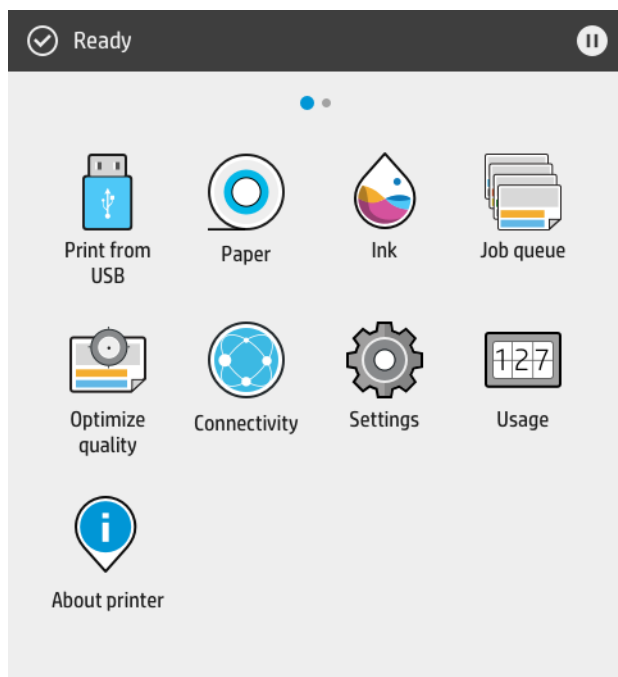 Ready
Print from
USB
Paper
Ink
Job queue
Optimize
quality
Connectivity
Settings
127
Usage
i
About printer